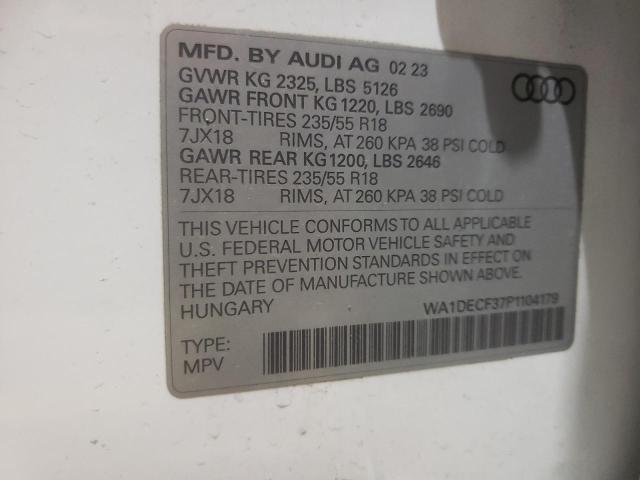 MFD. BY AUDI AG 02 23
GVWR KG 2325, LBS 5126
GAWR FRONT KG 1220, LBS 2690
FRONT-TIRES 235/55 R18
7JX18 RIMS, AT 260 KPA 38 PSI COLD
GAWR REAR KG 1200, LBS 2646
REAR-TIRES 235/55 R18
7JX18 RIMS, AT 260 KPA 38 PSI COLD
THIS VEHICLE CONFORMS TO ALL APPLICABLE
U.S. FEDERAL MOTOR VEHICLE SAFETY AND
THEFT PREVENTION STANDARDS IN EFFECT ON
THE DATE OF MANUFACTURE SHOWN ABOVE
HUNGARY WA1DECF37P1104179
TYPE:
MPV